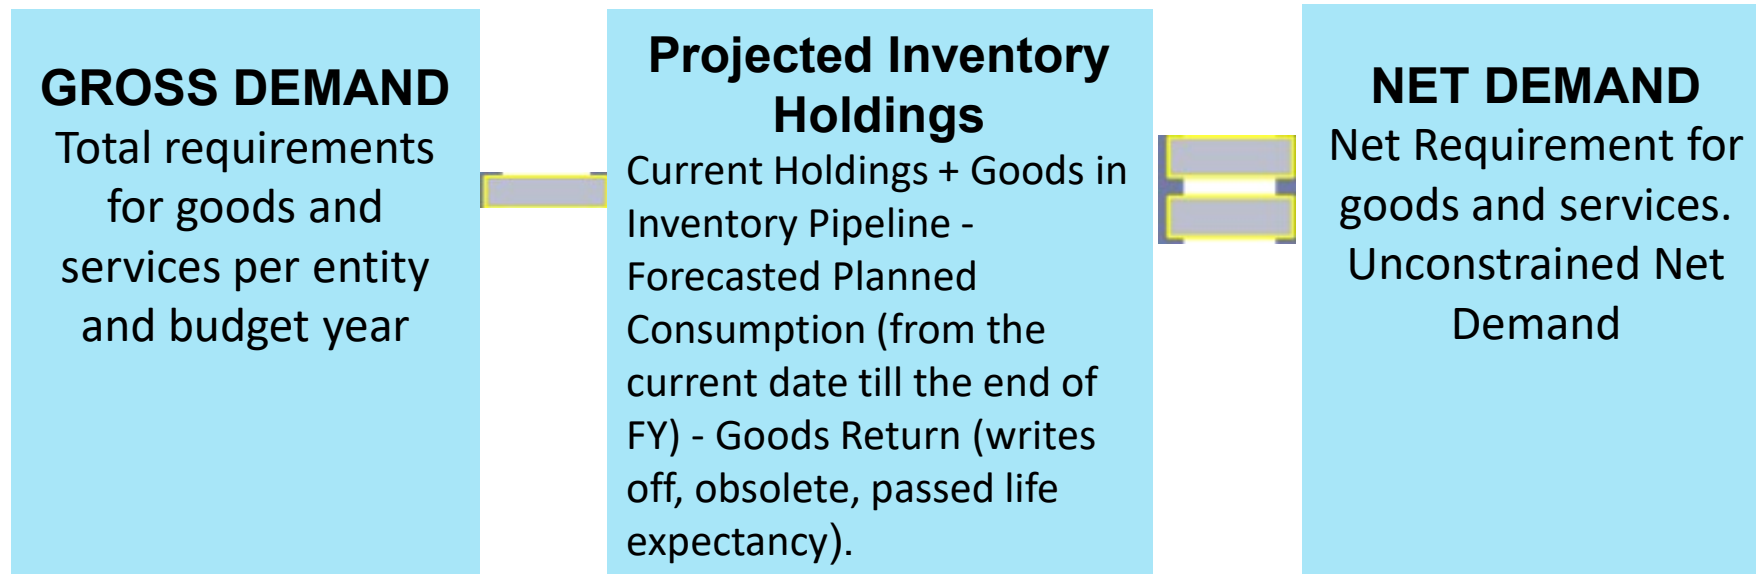 GROSS DEMAND
Total requirements
for goods and
services per entity
and budget year
Projected Inventory
Holdings
Current Holdings + Goods in
Inventory Pipeline -
Forecasted Planned
Consumption (from the
current date till the end of
FY) - Goods Return (writes
off, obsolete, passed life
expectancy).
NET DEMAND
Net Requirement for
goods and services.
Unconstrained Net
Demand